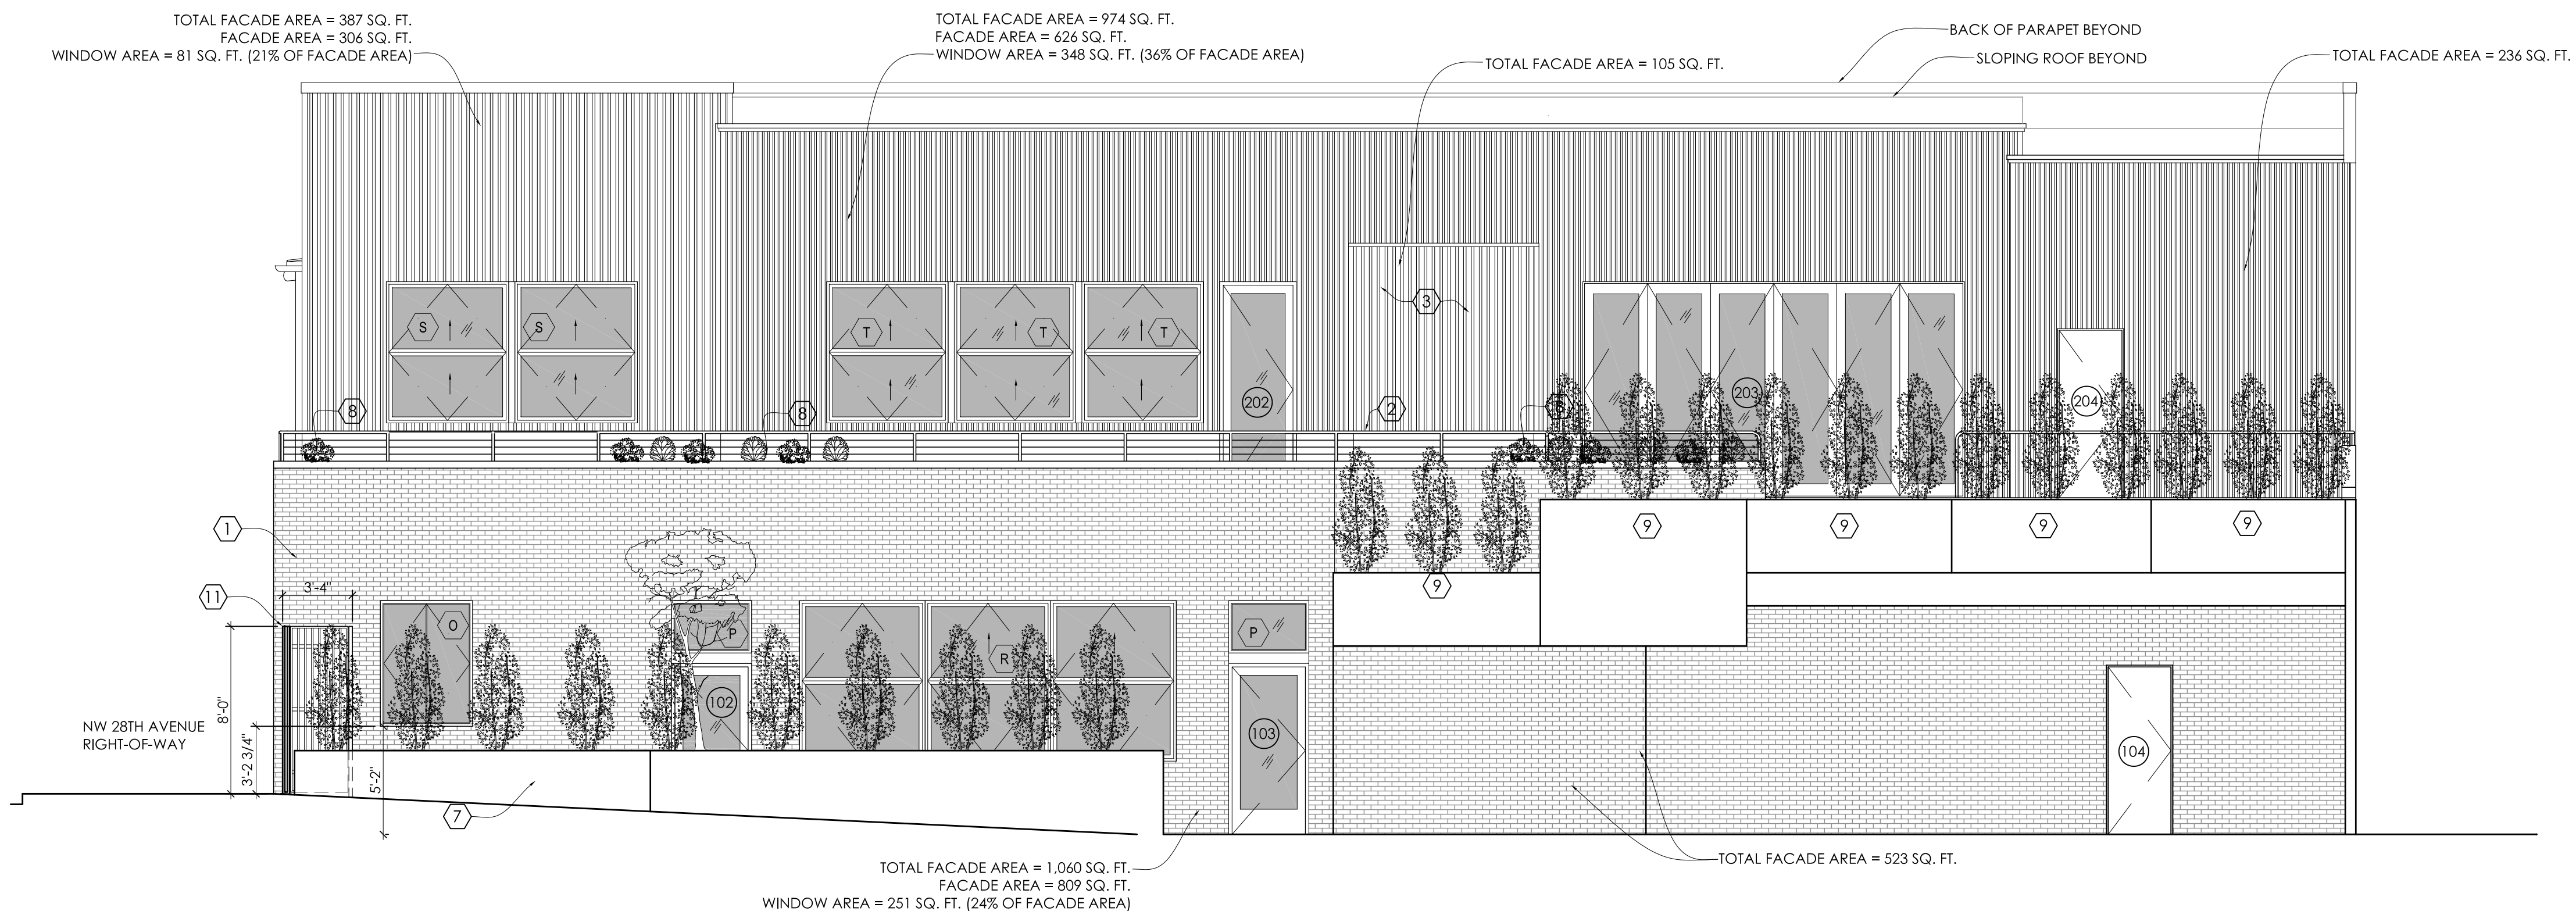 TOTAL FACADE AREA = 387 SQ. FT.
FACADE AREA = 306 SQ. FT.
WINDOW AREA = 81 SQ. FT. (21% OF FACADE AREA)
TOTAL FACADE AREA = 974 SQ. FT.
FACADE AREA = 626 SQ. FT.
WINDOW AREA = 348 SQ. FT. (36% OF FACADE AREA)
TOTAL FACADE AREA = 105 SQ. FT.
BACK OF PARAPET BEYOND
SLOPING ROOF BEYOND
TOTAL FACADE AREA = 236 SQ. FT.
3
S
S
T
T
T
202
203
204
8
8
2
1
9
9
9
9
9
11
3'-4"
O
P
R
P
102
103
104
8'-0"
3'-2 3/4"
5'-2"
NW 28TH AVENUE
RIGHT-OF-WAY
7
TOTAL FACADE AREA = 1,060 SQ. FT.
FACADE AREA = 809 SQ. FT.
WINDOW AREA = 251 SQ. FT. (24% OF FACADE AREA)
TOTAL FACADE AREA = 523 SQ. FT.